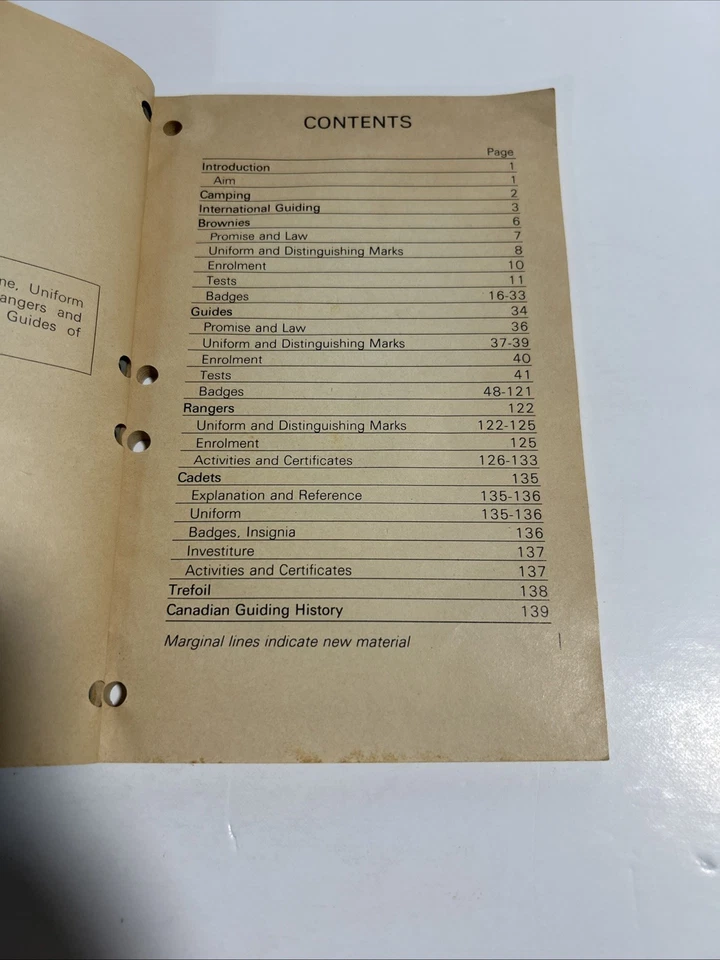 ne, Uniform
angers and
Guides of
CONTENTS
Page
Introduction 1
Aim 1
Camping 2
International Guiding 3
Brownies 6
Promise and Law 7
Uniform and Distinguishing Marks 8
Enrolment 10
Tests 11
Badges 16-33
Guides 34
Promise and Law 36
Uniform and Distinguishing Marks 37-39
Enrolment 40
Tests 41
Badges 48-121
Rangers 122
Uniform and Distinguishing Marks 122-125
Enrolment 125
Activities and Certificates 126-133
Cadets 135
Explanation and Reference 135-136
Uniform 135-136
Badges, Insignia 136
Investiture 137
Activities and Certificates 137
Trefoil 138
Canadian Guiding History 139
Marginal lines indicate new material